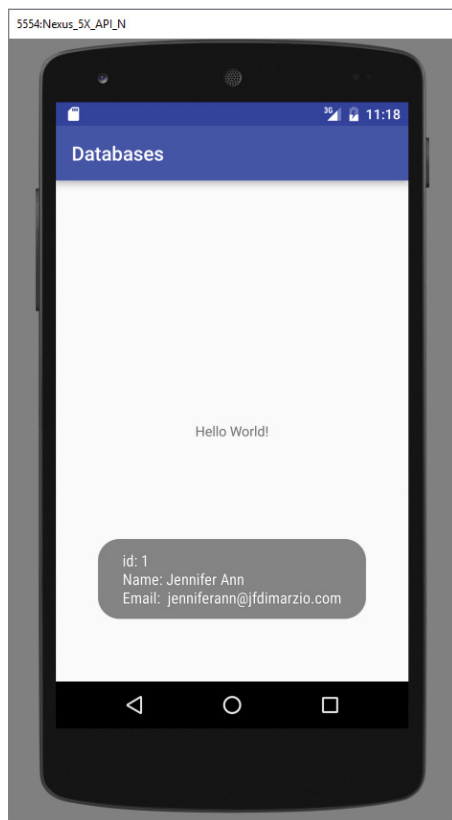 5554:Nexus_5X_API_N
3G 11:18
Databases
Hello World!
id: 1
Name: Jennifer Ann
Email:  jenniferann@jfdimarzio.com